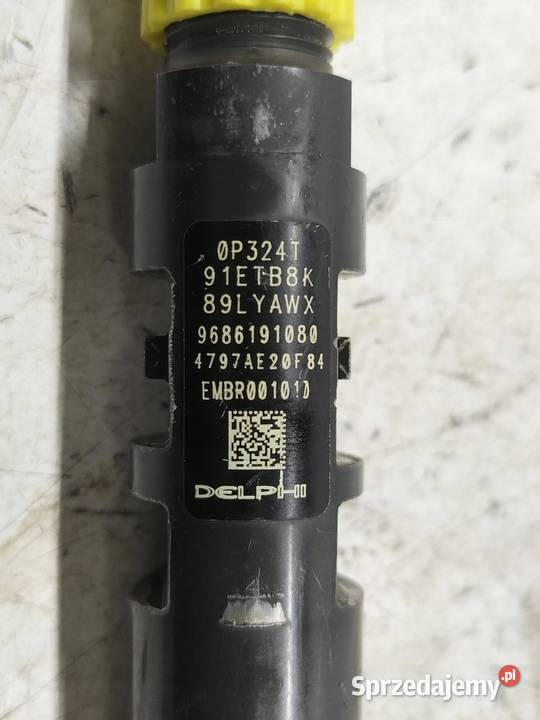 0P324T
91ETB8K
89LYAWX
9686191080
4797AE20F84
EMBR00101D
DELPHI
Sprzedajemy.pl